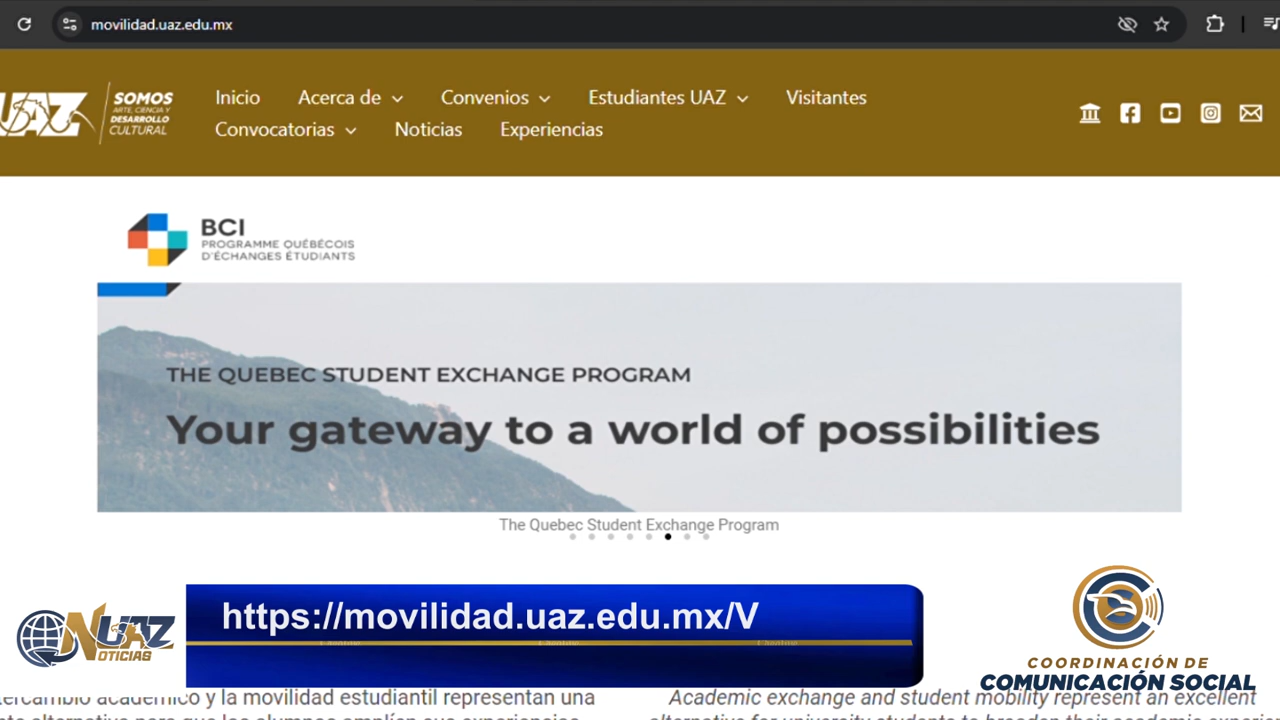 movilidad.uaz.edu.mx
UAZ
SOMOS
ARTE, CIENCIA Y
DESARROLLO
CULTURAL
Inicio
Acerca de
Convenios
Estudiantes UAZ
Visitantes
Convocatorias
Noticias
Experiencias
BCI
PROGRAMME QUÉBÉCOIS
D'ÉCHANGES ÉTUDIANTS
THE QUEBEC STUDENT EXCHANGE PROGRAM
Your gateway to a world of possibilities
The Quebec Student Exchange Program
https://movilidad.uaz.edu.mx/V
UAZ
NOTICIAS
COORDINACIÓN DE
COMUNICACIÓN SOCIAL
académico y la movilidad estudiantil representan una
Academic exchange and student mobility represent an excellent